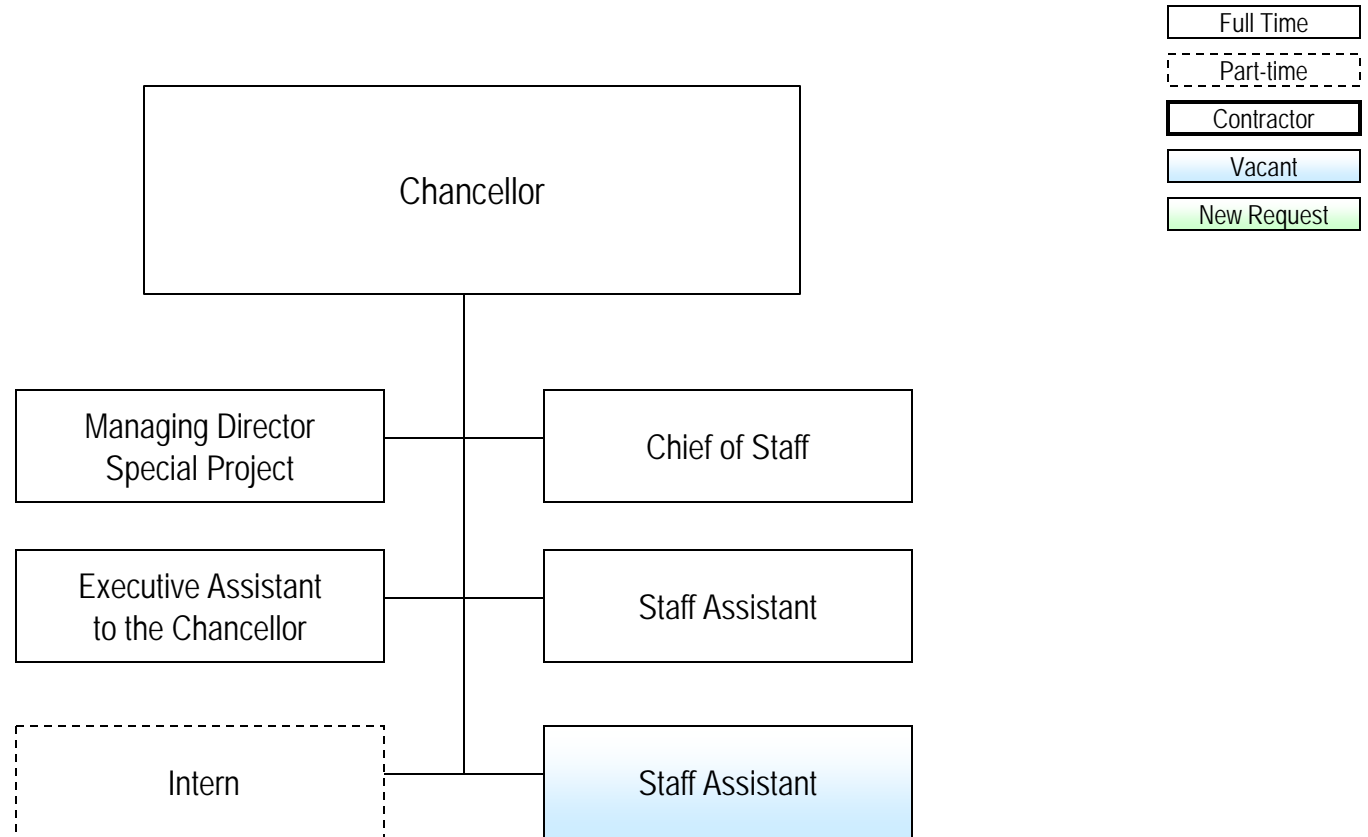 Full Time
Part-time
Contractor
Vacant
New Request
Chancellor
Managing Director
Special Project
Chief of Staff
Executive Assistant
to the Chancellor
Staff Assistant
Intern
Staff Assistant